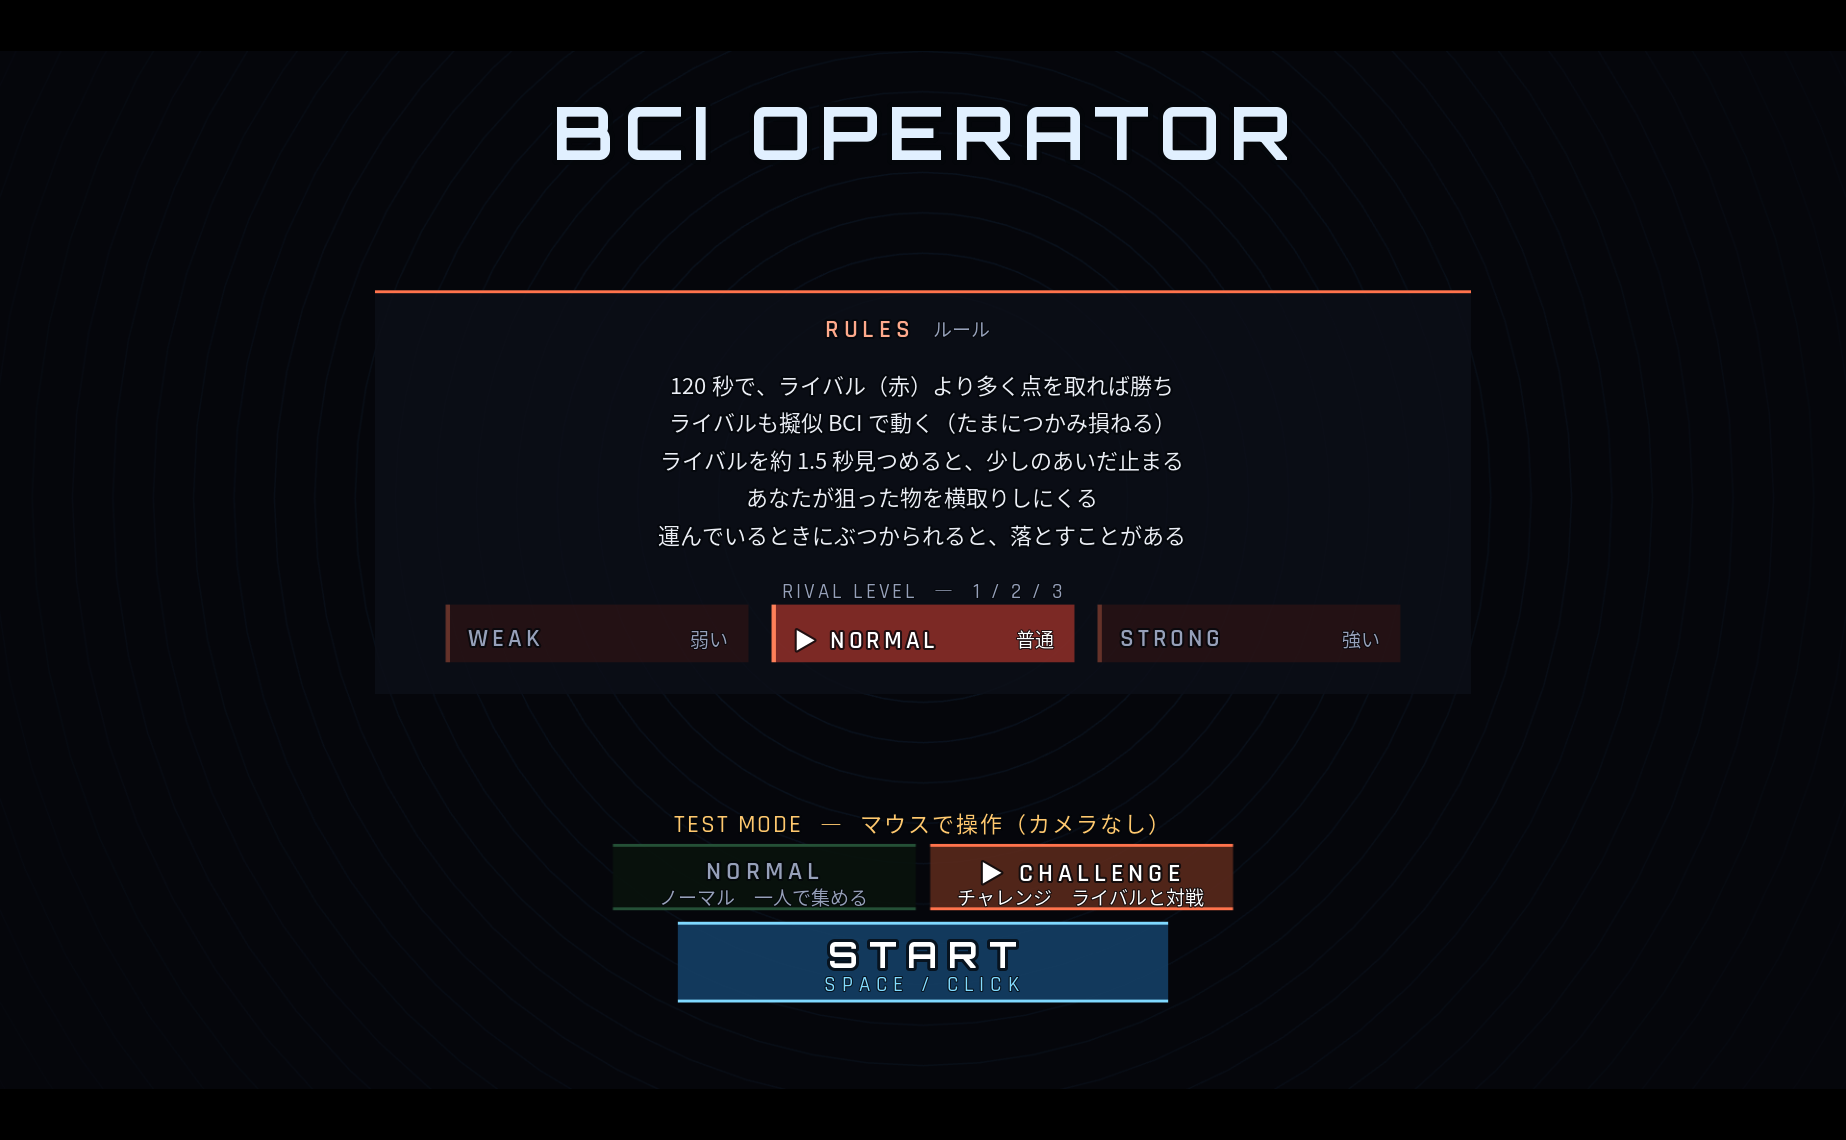 BCI OPERATOR
RULES ルール
120 秒で、ライバル（赤）より多く点を取れば勝ち
ライバルも擬似 BCI で動く（たまにつかみ損ねる）
ライバルを約 1.5 秒見つめると、少しのあいだ止まる
あなたが狙った物を横取りしにくる
運んでいるときにぶつかられると、落とすことがある
RIVAL LEVEL — 1 / 2 / 3
WEAK 弱い ▶ NORMAL 普通 STRONG 強い
TEST MODE — マウスで操作（カメラなし）
NORMAL ▶ CHALLENGE
ノーマル 一人で集める チャレンジ ライバルと対戦
START
SPACE / CLICK